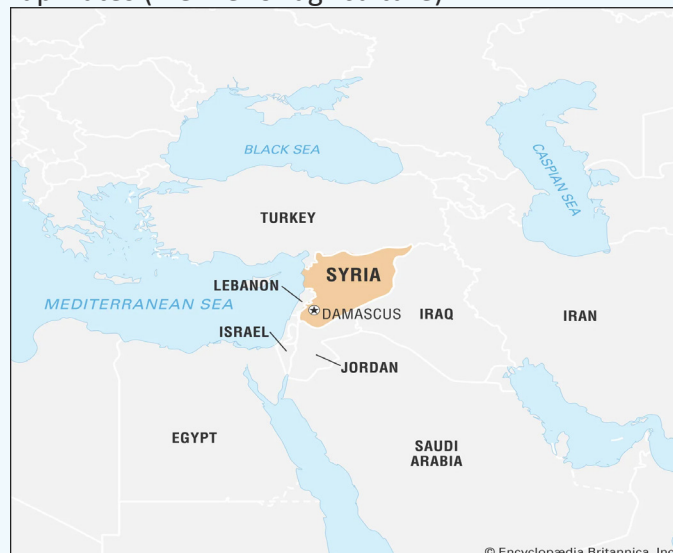 BLACK SEA
CASPIAN SEA
TURKEY
SYRIA
LEBANON
MEDITERRANEAN SEA
DAMASCUS
IRAQ
IRAN
ISRAEL
JORDAN
EGYPT
SAUDI
ARABIA
© Encyclopædia Britannica, Inc